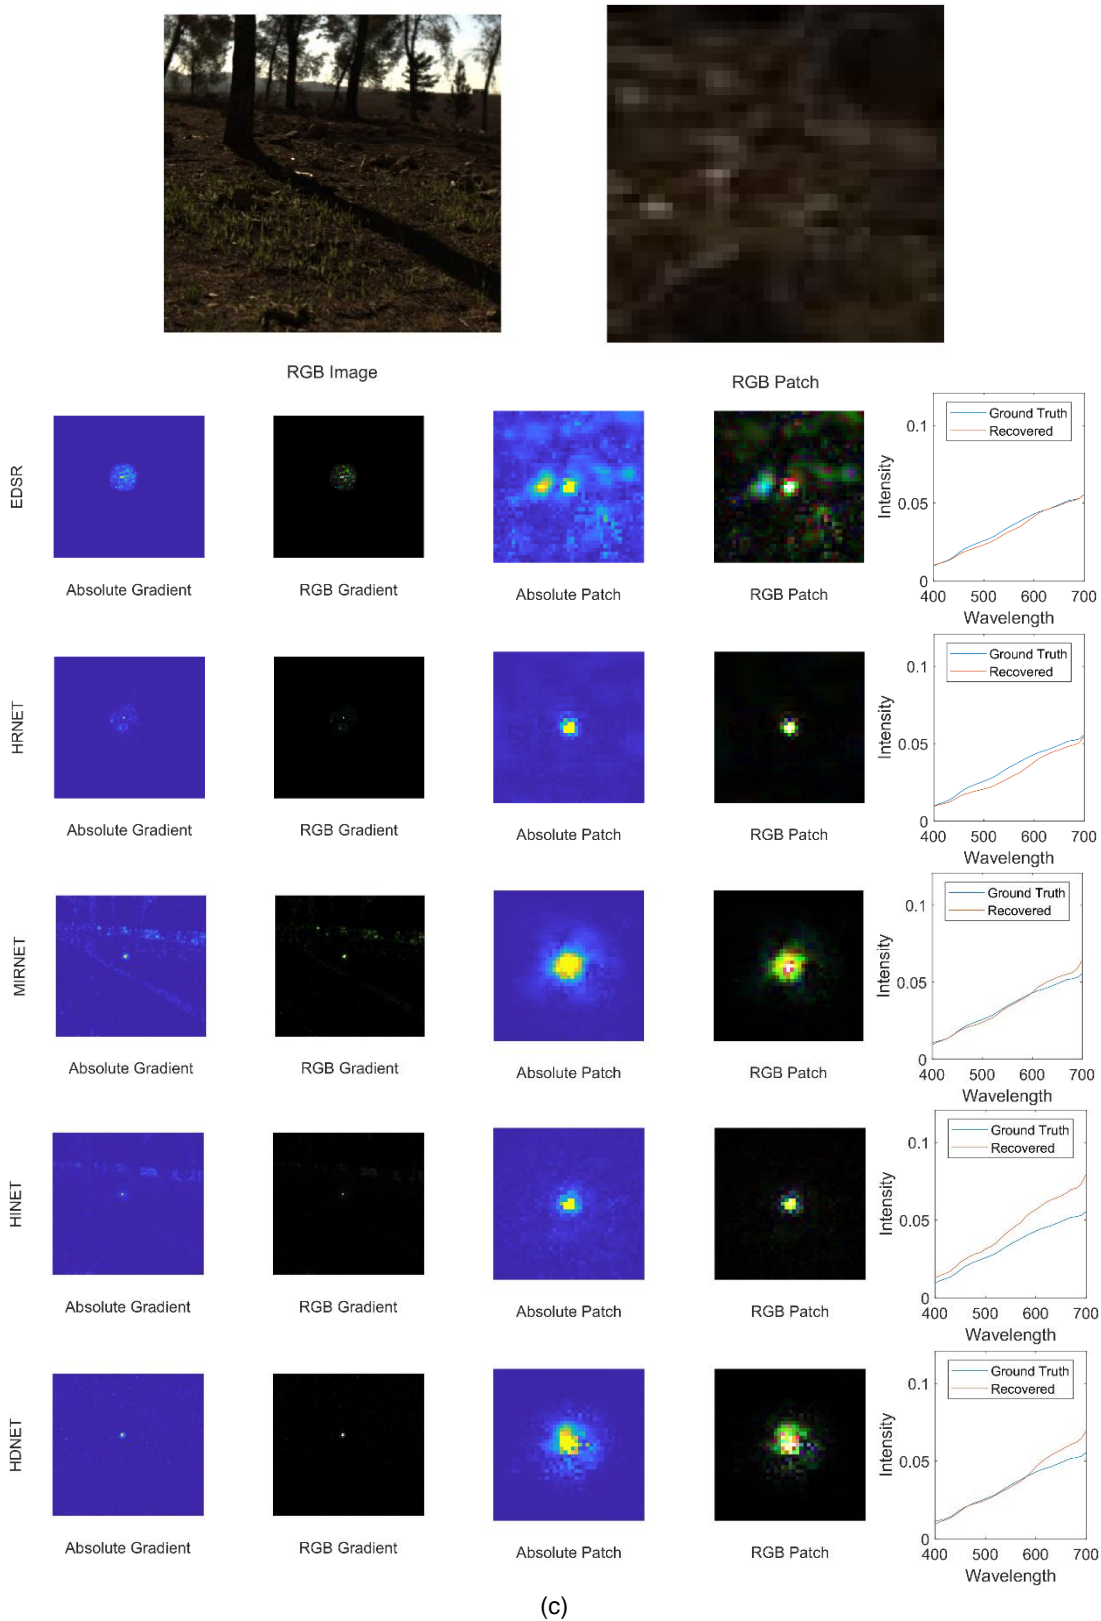 RGB Image
RGB Patch
EDSR
Absolute Gradient
RGB Gradient
Absolute Patch
RGB Patch
Ground Truth
Recovered
0.1
0.05
0
Intensity
400 500 600 700
Wavelength
HRNET
Absolute Gradient
RGB Gradient
Absolute Patch
RGB Patch
Ground Truth
Recovered
0.1
0.05
0
Intensity
400 500 600 700
Wavelength
MIRNET
Absolute Gradient
RGB Gradient
Absolute Patch
RGB Patch
Ground Truth
Recovered
0.1
0.05
0
Intensity
400 500 600 700
Wavelength
HINET
Absolute Gradient
RGB Gradient
Absolute Patch
RGB Patch
Ground Truth
Recovered
0.1
0.05
0
Intensity
400 500 600 700
Wavelength
HDNET
Absolute Gradient
RGB Gradient
Absolute Patch
RGB Patch
Ground Truth
Recovered
0.1
0.05
0
Intensity
400 500 600 700
Wavelength
(c)